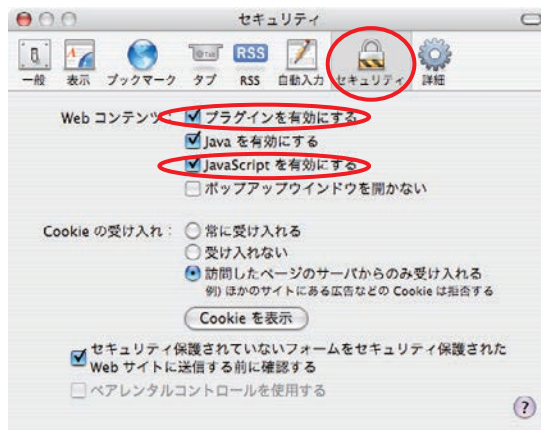 セキュリティ
一般 表示 ブックマーク タブ RSS 自動入力 セキュリティ 詳細
Web コンテンツ： プラグインを有効にする
Java を有効にする
JavaScript を有効にする
ポップアップウインドウを開かない
Cookie の受け入れ： 常に受け入れる
受け入れない
訪問したページのサーバからのみ受け入れる
例) ほかのサイトにある広告などの Cookie は拒否する
Cookie を表示
セキュリティ保護されていないフォームをセキュリティ保護された
Web サイトに送信する前に確認する
ペアレンタルコントロールを使用する
?